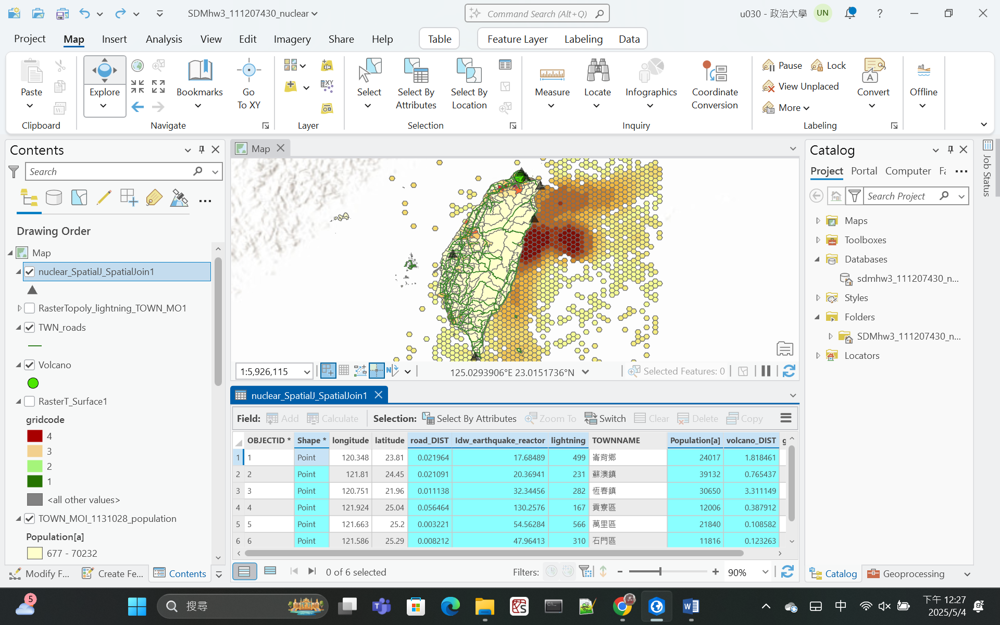 SDMhw3_111207430_nuclear
Command Search (Alt+Q)
u030 - 政治大學
UN
Project Map Insert Analysis View Edit Imagery Share Help Table Feature Layer Labeling Data
Paste
Explore
Bookmarks
Go To XY
Select
Select By Attributes
Select By Location
Measure
Locate
Infographics
Coordinate Conversion
Pause
Lock
View Unplaced
More
Convert
Offline
Clipboard
Navigate
Layer
Selection
Inquiry
Labeling
Contents
Search
Drawing Order
Map
nuclear_SpatialJ_SpatialJoin1
RasterTopoly_lightning_TOWN_MO1
TWN_roads
Volcano
RasterT_Surface1
gridcode
4
3
2
1
<all other values>
TOWN_MOI_1131028_population
Population[a]
677 - 70232
Modify F...
Create Fe...
Contents
Map
1:5,926,115
125.0293906°E 23.0151736°N
Selected Features: 0
nuclear_SpatialJ_SpatialJoin1
Field: Add Calculate Selection: Select By Attributes Zoom To Switch Clear Delete Copy
OBJECTID * Shape * longitude latitude road_DIST Idw_earthquake_reactor lightning TOWNNAME Population[a] volcano_DIST g
1 1 Point 120.348 23.81 0.021964 17.68489 499 崙背鄉 24017 1.818461
2 2 Point 121.81 24.45 0.021091 20.36941 231 蘇澳鎮 39132 0.765437
3 3 Point 120.751 21.96 0.011138 32.34456 282 恆春鎮 30650 3.311149
4 4 Point 121.924 25.04 0.056464 130.2576 167 貢寮區 12006 0.387912
5 5 Point 121.663 25.2 0.003221 54.56284 566 萬里區 21840 0.108582
6 6 Point 121.586 25.29 0.008212 47.96413 310 石門區 11816 0.123263
0 of 6 selected
Filters:
90%
Catalog
Project Portal Computer Fa
Search Project
Maps
Toolboxes
Databases
sdmhw3_111207430_n...
Styles
Folders
SDMhw3_111207430_n...
Locators
Catalog
Geoprocessing
Job Status
5
搜尋
中
下午 12:27
2025/5/4